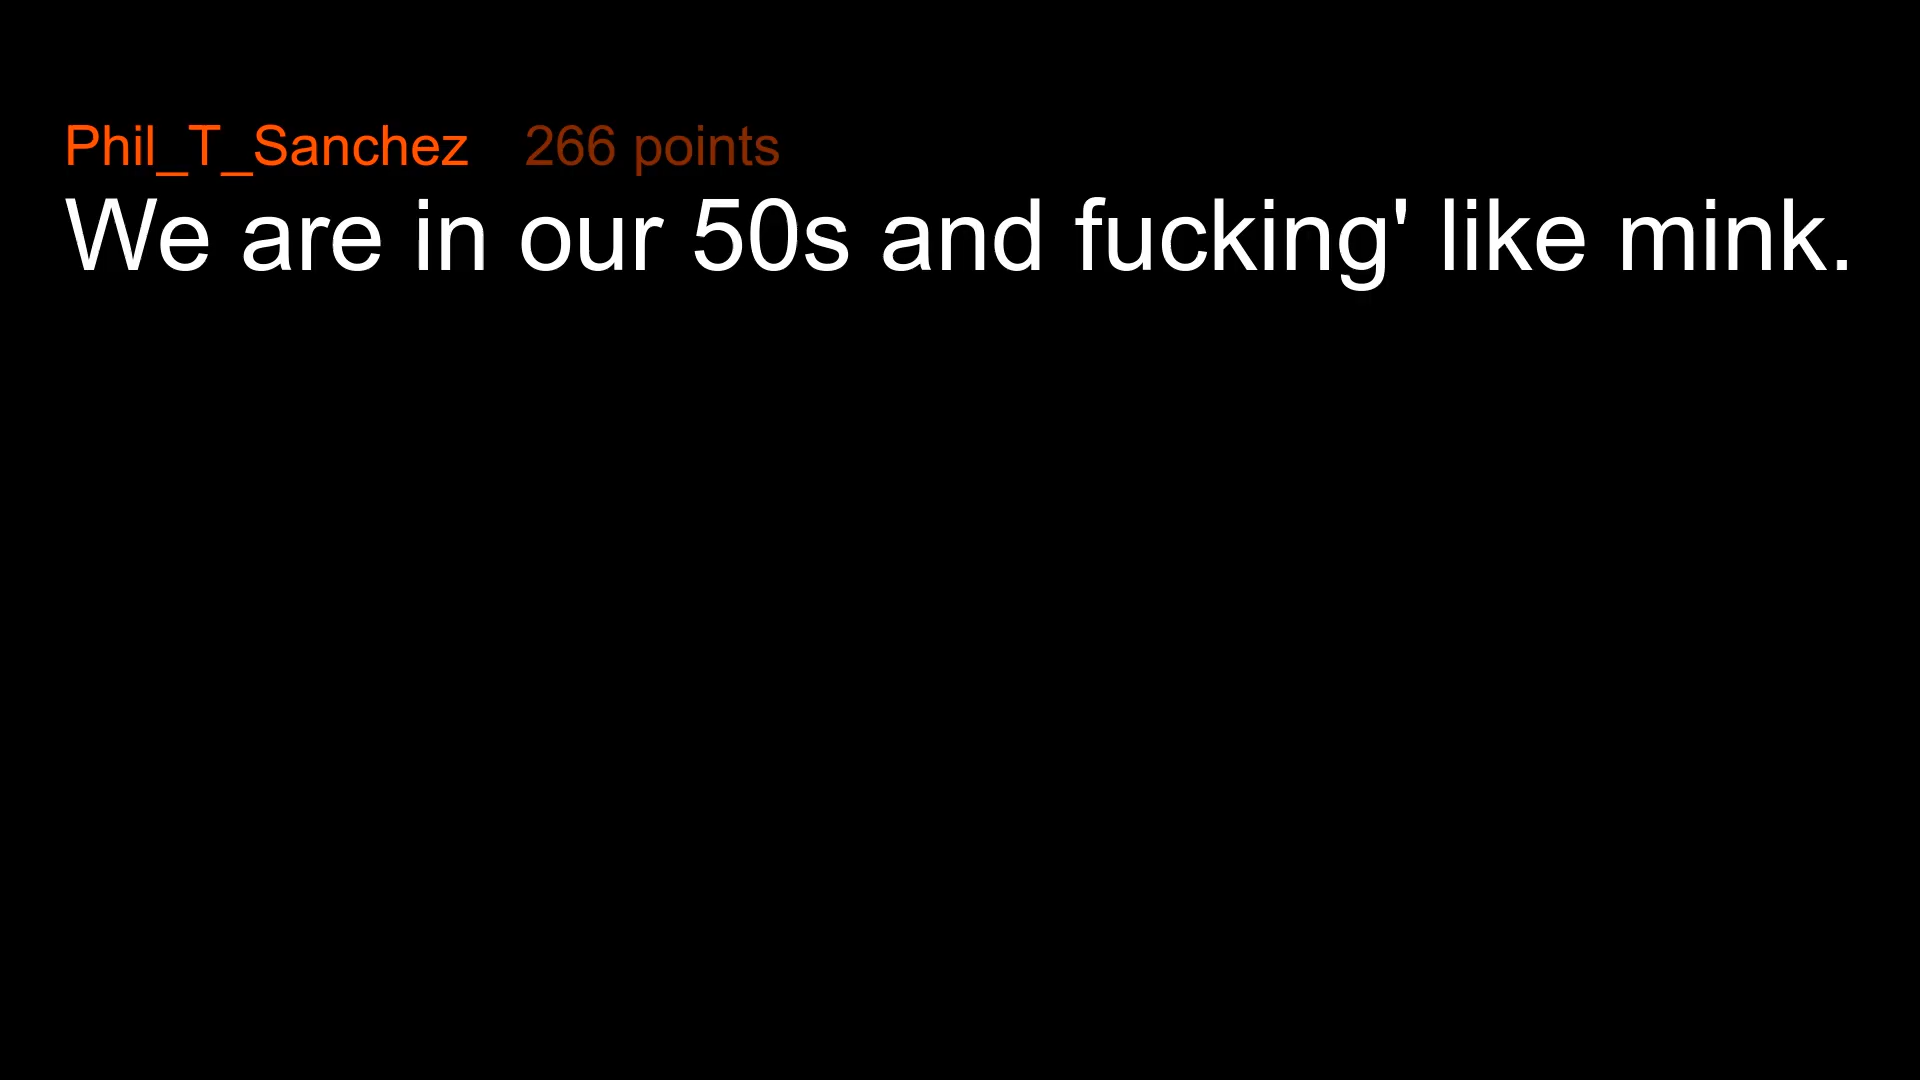 Phil_T_Sanchez 266 points
We are in our 50s and fucking' like mink.